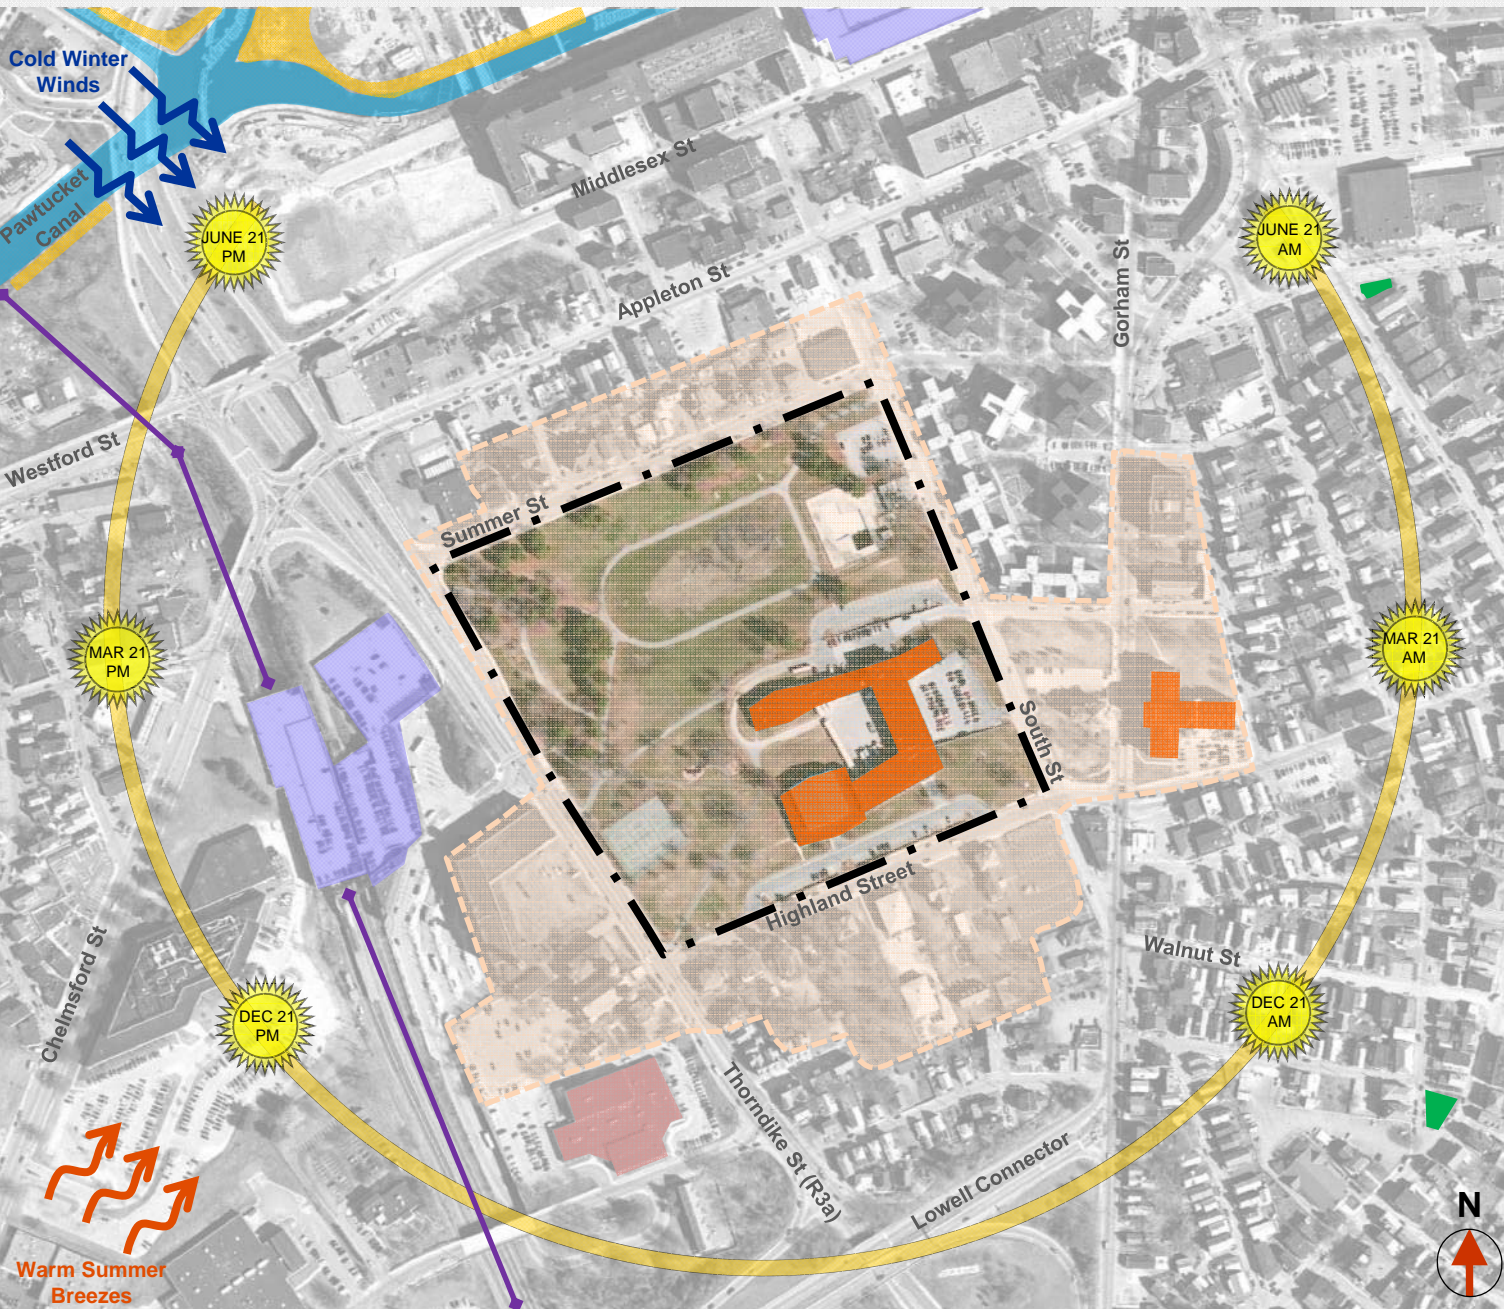 Cold Winter
Winds
Pawtucket
Canal
Middlesex St
JUNE 21
PM
JUNE 21
AM
Appleton St
Gorham St
Westford St
Summer St
MAR 21
PM
MAR 21
AM
South St
Highland Street
Chelmsford St
Walnut St
DEC 21
PM
DEC 21
AM
Thorndike St (R3a)
Lowell Connector
N
Warm Summer
Breezes